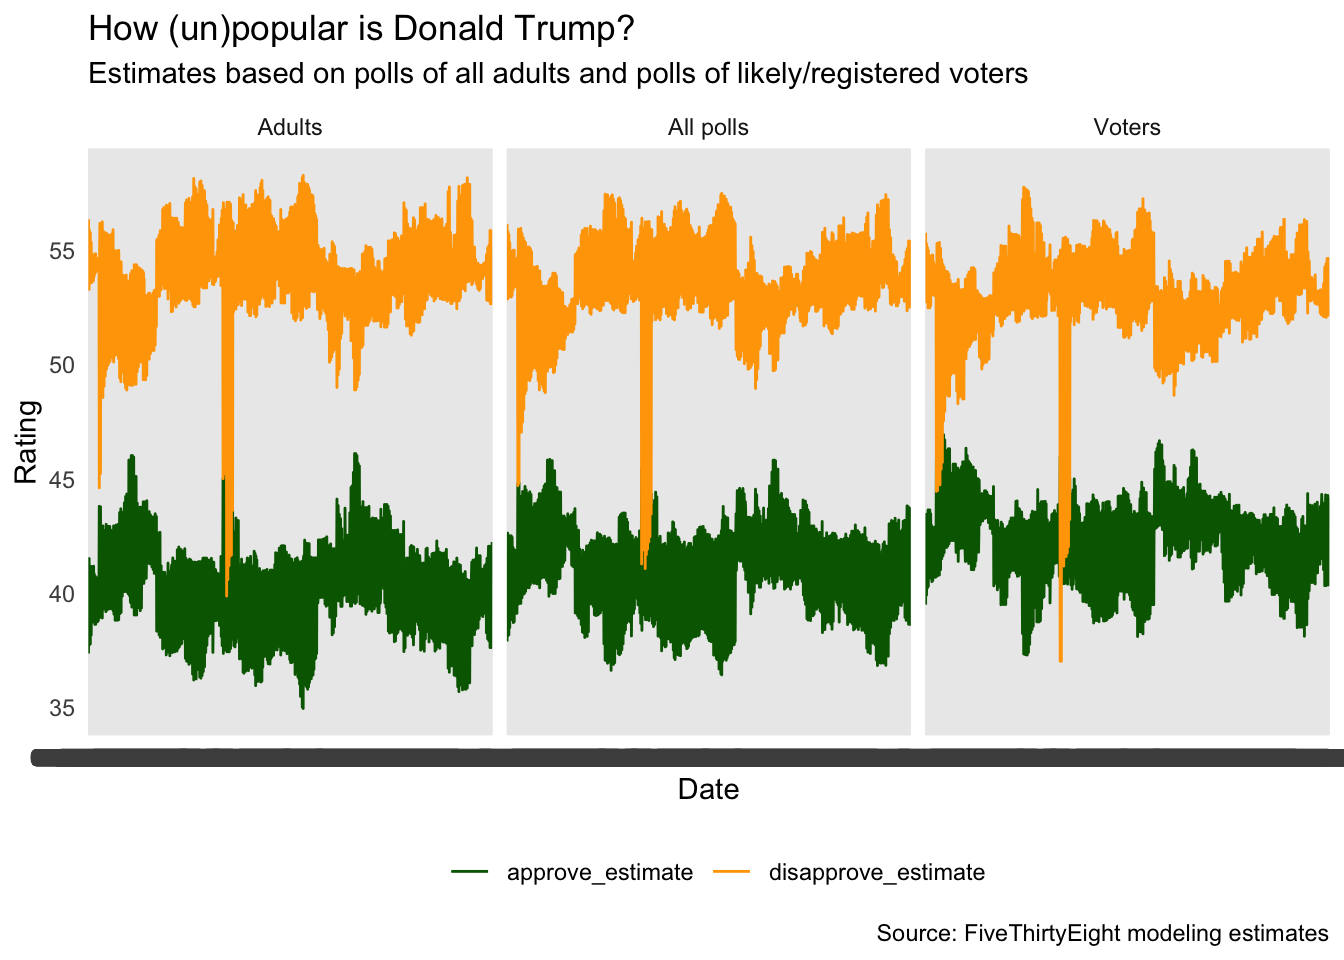 How (un)popular is Donald Trump?
Estimates based on polls of all adults and polls of likely/registered voters
Adults
All polls
Voters
55
50
45
40
35
Rating
Date
approve_estimate
disapprove_estimate
Source: FiveThirtyEight modeling estimates